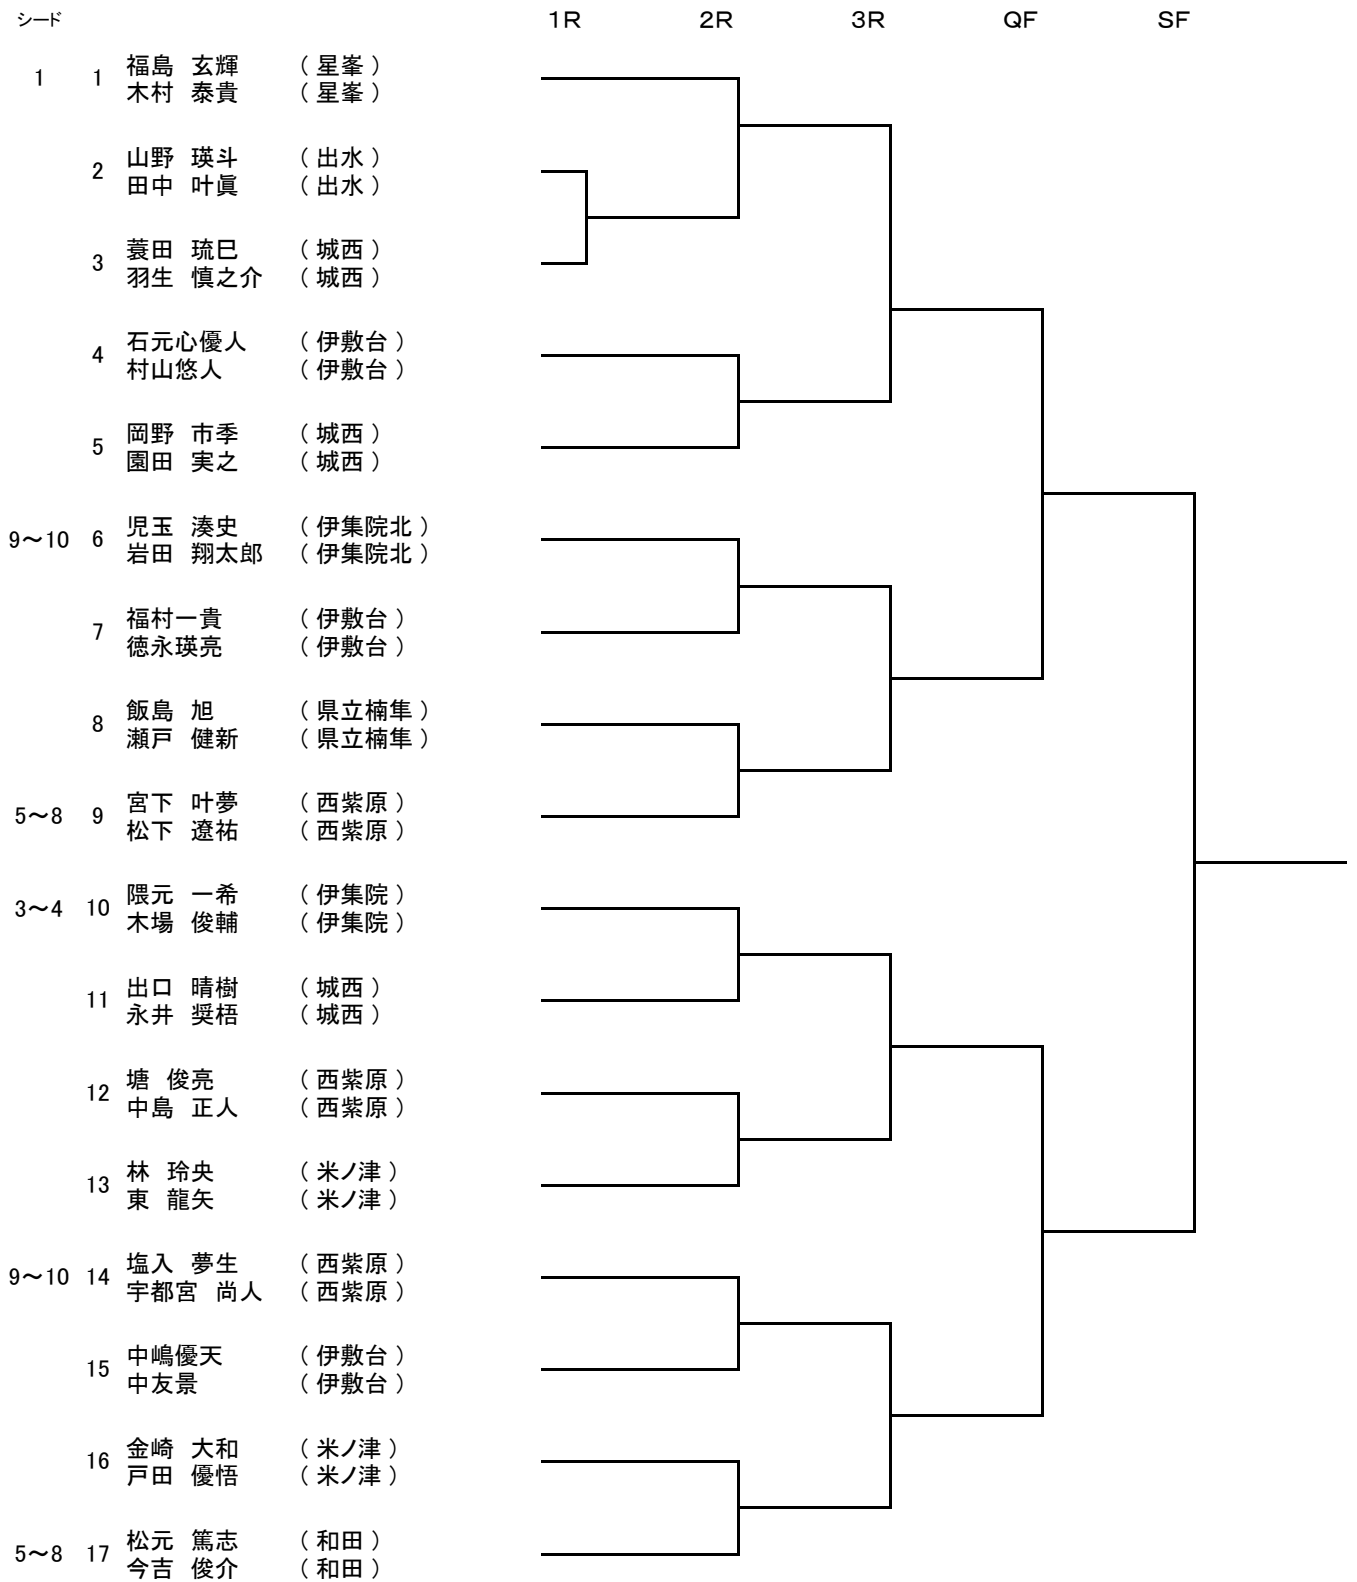 シード 1R 2R 3R QF SF
福島 玄輝 （ 星峯 ）
1 1
木村 泰貴 （ 星峯 ）
山野 瑛斗 （ 出水 ）
2
田中 叶眞 （ 出水 ）
蓑田 琉巳 （ 城西 ）
3
羽生 慎之介 （ 城西 ）
石元心優人 （ 伊敷台 ）
4
村山悠人 （ 伊敷台 ）
岡野 市季 （ 城西 ）
5
園田 実之 （ 城西 ）
児玉 湊史 （ 伊集院北 ）
9～10 6
岩田 翔太郎 （ 伊集院北 ）
福村一貴 （ 伊敷台 ）
7
徳永瑛亮 （ 伊敷台 ）
飯島 旭 （ 県立楠隼 ）
8
瀬戸 健新 （ 県立楠隼 ）
宮下 叶夢 （ 西紫原 ）
5～8 9
松下 遼祐 （ 西紫原 ）
隈元 一希 （ 伊集院 ）
3～4 10
木場 俊輔 （ 伊集院 ）
出口 晴樹 （ 城西 ）
11
永井 奨梧 （ 城西 ）
塘 俊亮 （ 西紫原 ）
12
中島 正人 （ 西紫原 ）
林 玲央 （ 米ノ津 ）
13
東 龍矢 （ 米ノ津 ）
塩入 夢生 （ 西紫原 ）
9～10 14
宇都宮 尚人 （ 西紫原 ）
中嶋優天 （ 伊敷台 ）
15
中友景 （ 伊敷台 ）
金崎 大和 （ 米ノ津 ）
16
戸田 優悟 （ 米ノ津 ）
松元 篤志 （ 和田 ）
5～8 17
今吉 俊介 （ 和田 ）